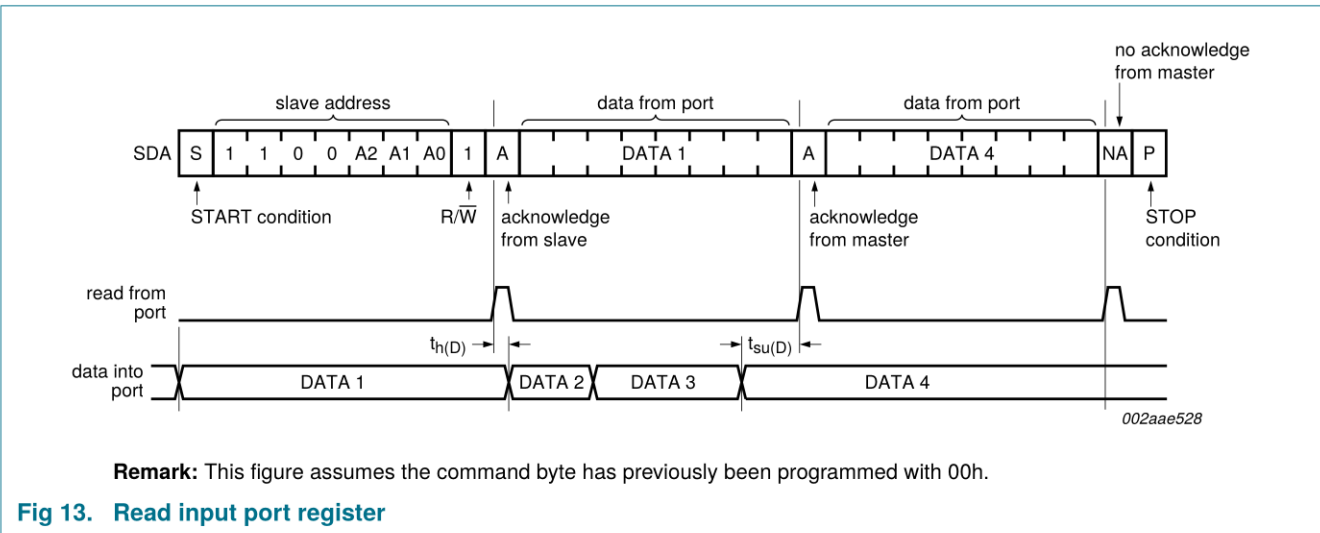 no acknowledge
from master
slave address
data from port
data from port
SDA S 1 1 0 0 A2 A1 A0 1 A DATA 1 A DATA 4 NA P
START condition
R/W̅
acknowledge
from slave
acknowledge
from master
STOP
condition
read from
port
th(D)
tsu(D)
data into
port
DATA 1 DATA 2 DATA 3 DATA 4
002aae528
Remark: This figure assumes the command byte has previously been programmed with 00h.
Fig 13. Read input port register